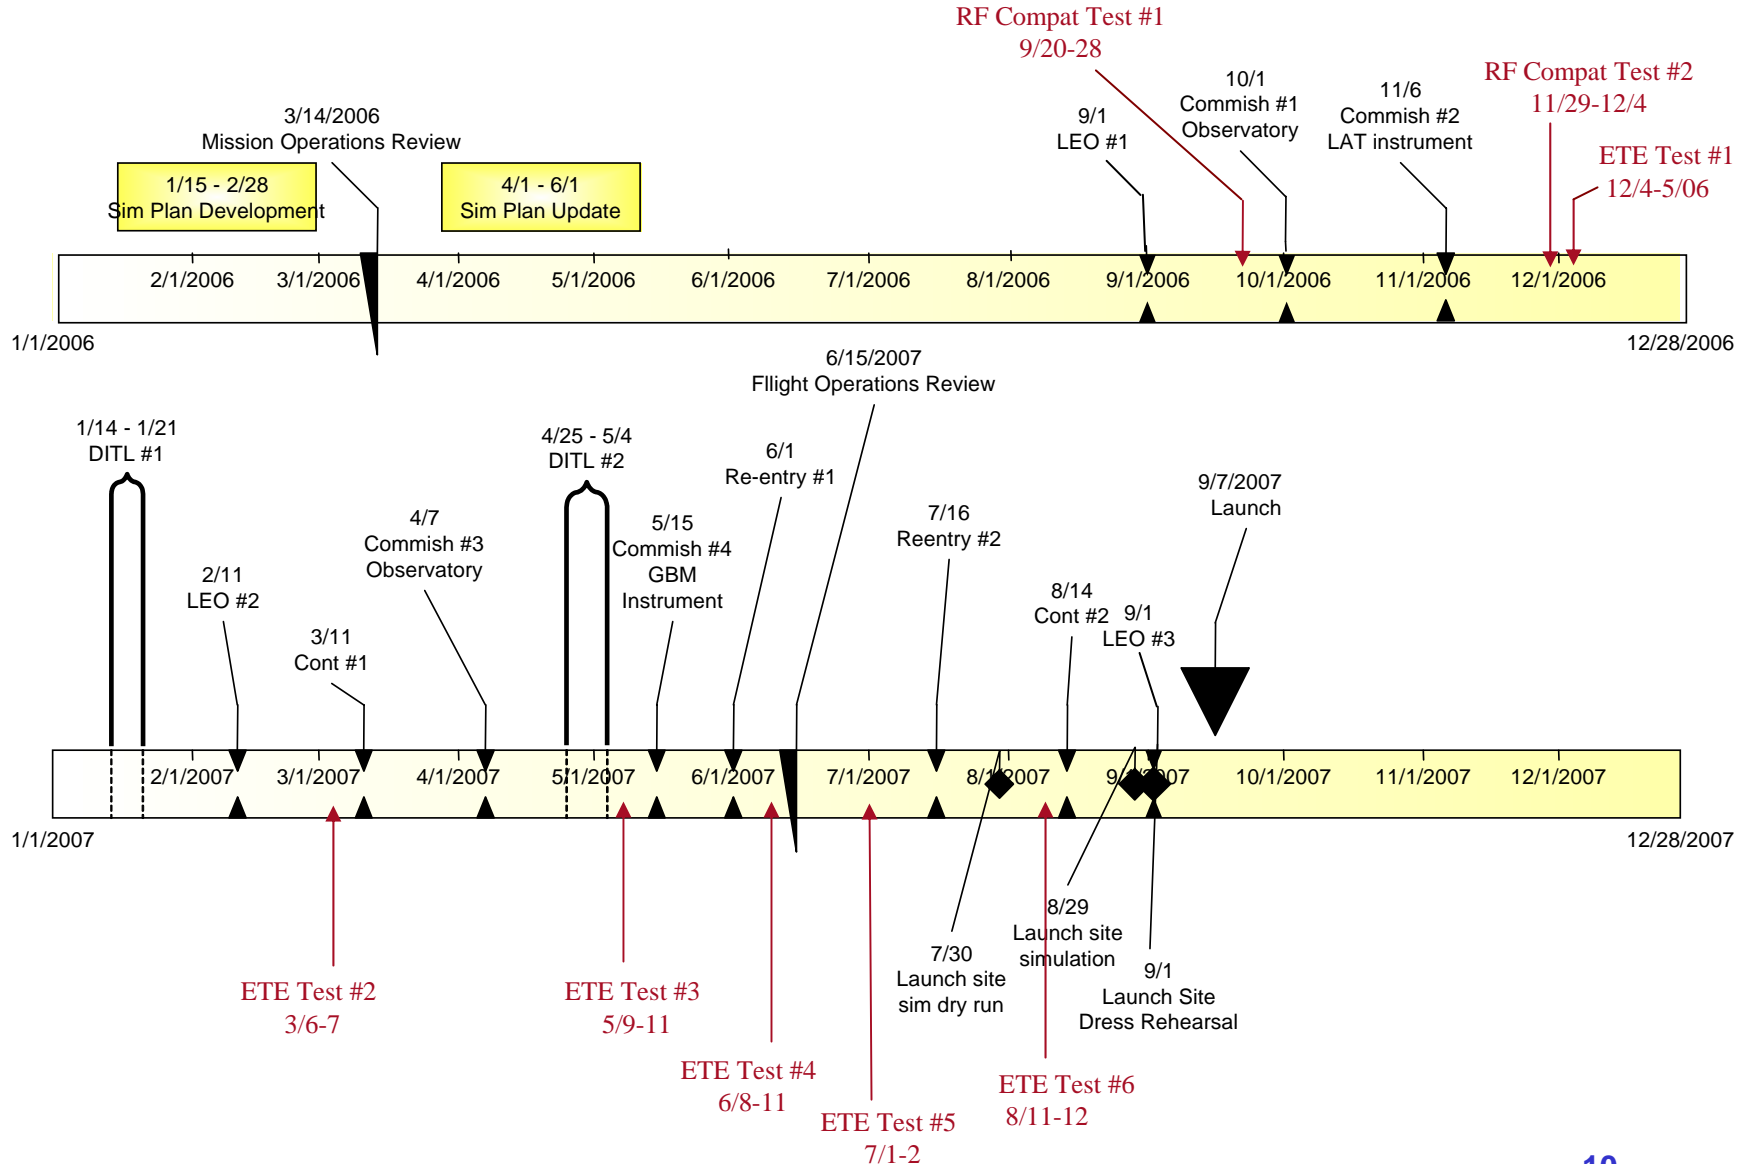 RF Compat Test #1
9/20-28
RF Compat Test #2
11/29-12/4
ETE Test #1
12/4-5/06
3/14/2006
Mission Operations Review
9/1
LEO #1
10/1
Commish #1
Observatory
11/6
Commish #2
LAT instrument
1/15 - 2/28
Sim Plan Development
4/1 - 6/1
Sim Plan Update
2/1/2006
3/1/2006
4/1/2006
5/1/2006
6/1/2006
7/1/2006
8/1/2006
9/1/2006
10/1/2006
11/1/2006
12/1/2006
1/1/2006
12/28/2006
6/15/2007
Fllight Operations Review
1/14 - 1/21
DITL #1
4/25 - 5/4
DITL #2
6/1
Re-entry #1
9/7/2007
Launch
4/7
Commish #3
Observatory
5/15
Commish #4
GBM
Instrument
7/16
Reentry #2
2/11
LEO #2
3/11
Cont #1
8/14
Cont #2
9/1
LEO #3
2/1/2007
3/1/2007
4/1/2007
5/1/2007
6/1/2007
7/1/2007
8/1/2007
9/1/2007
10/1/2007
11/1/2007
12/1/2007
1/1/2007
12/28/2007
7/30
Launch site
sim dry run
8/29
Launch site
simulation
9/1
Launch Site
Dress Rehearsal
ETE Test #2
3/6-7
ETE Test #3
5/9-11
ETE Test #4
6/8-11
ETE Test #5
7/1-2
ETE Test #6
8/11-12